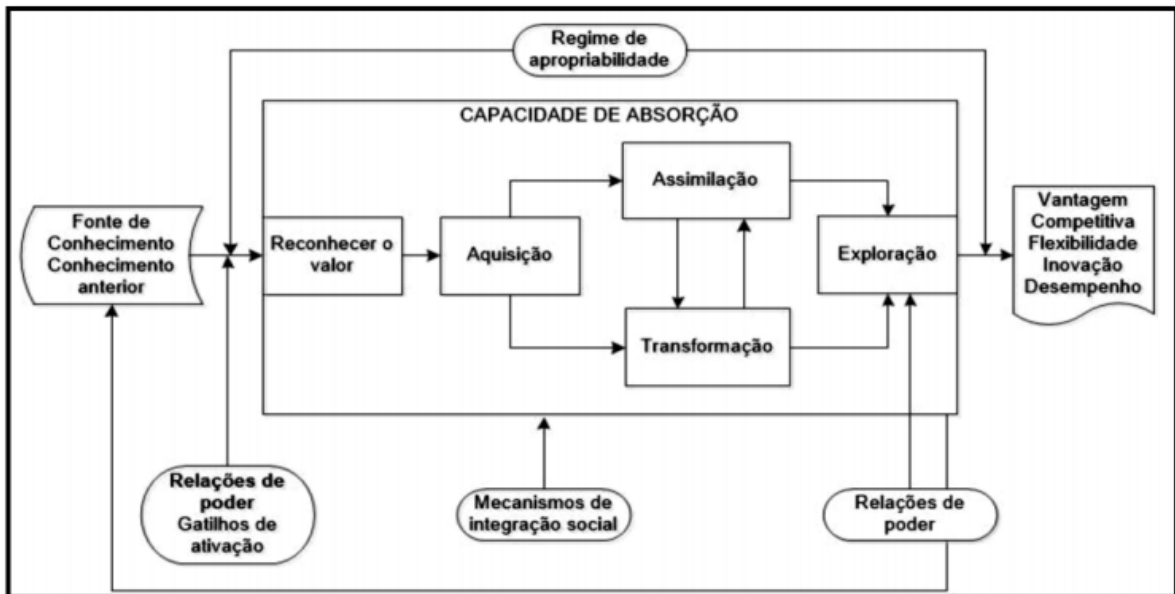 Regime de
apropriabilidade
CAPACIDADE DE ABSORÇÃO
Fonte de
Conhecimento
Conhecimento
anterior
Reconhecer o
valor
Aquisição
Assimilação
Transformação
Exploração
Vantagem
Competitiva
Flexibilidade
Inovação
Desempenho
Relações de
poder
Gatilhos de
ativação
Mecanismos de
integração social
Relações de
poder